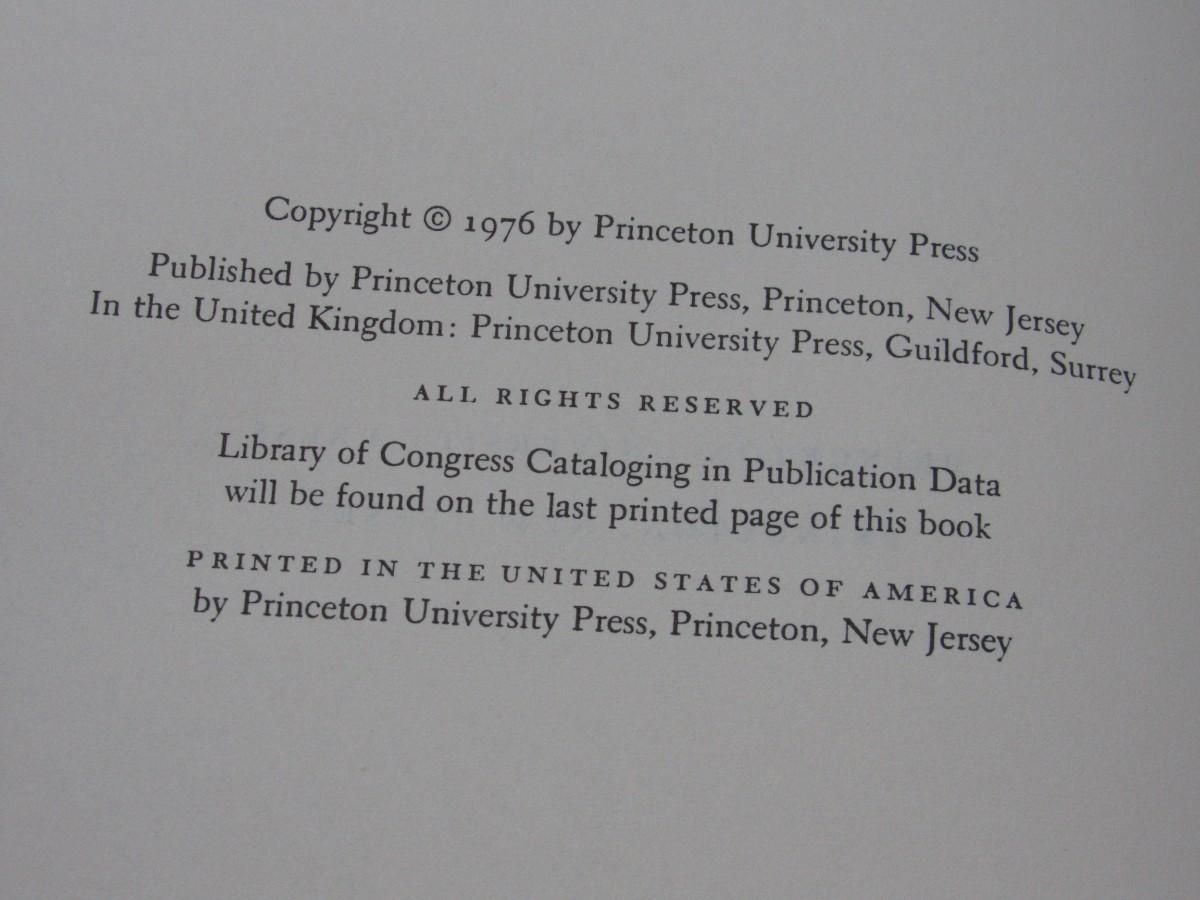 Copyright © 1976 by Princeton University Press
Published by Princeton University Press, Princeton, New Jersey
In the United Kingdom: Princeton University Press, Guildford, Surrey
ALL RIGHTS RESERVED
Library of Congress Cataloging in Publication Data
will be found on the last printed page of this book
PRINTED IN THE UNITED STATES OF AMERICA
by Princeton University Press, Princeton, New Jersey